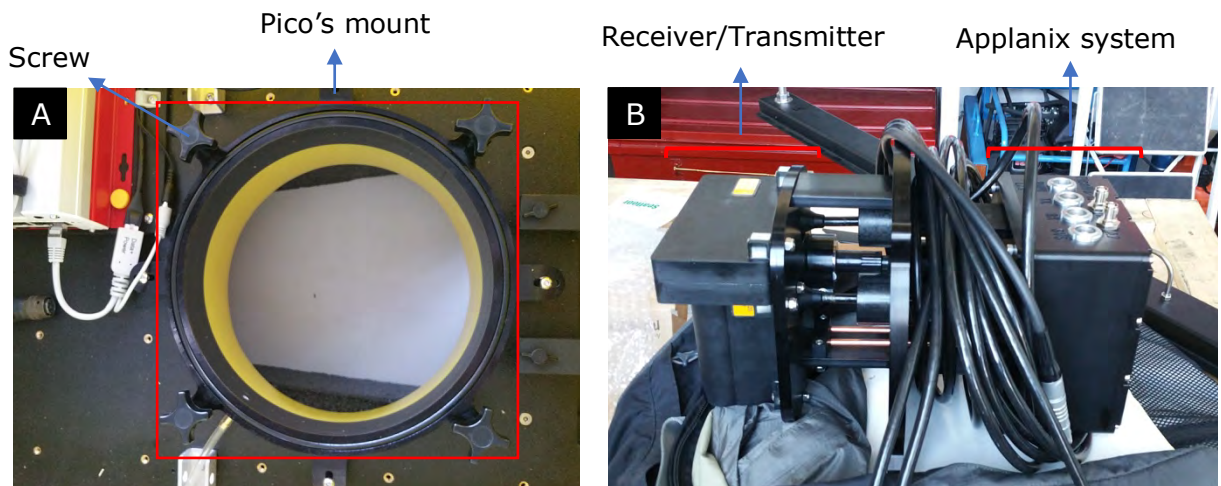 Pico’s mount
Screw
Receiver/Transmitter
Applanix system
A
B